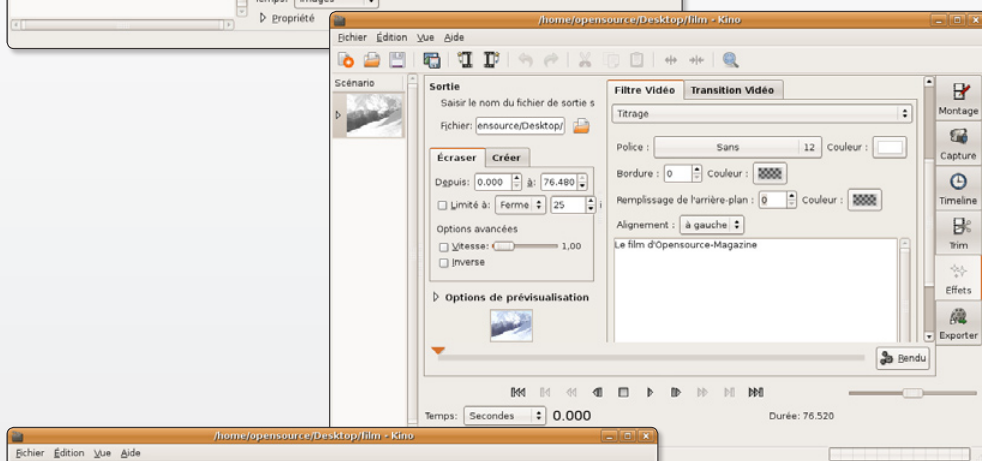 Temps: Images
Propriété
/home/opensource/Desktop/film - Kino
Fichier Édition Vue Aide
Scénario
Sortie
Saisir le nom du fichier de sortie s
Fichier: ensource/Desktop/
Écraser Créer
Depuis: 0.000 à: 76.480
Limité à: Ferme 25 i
Options avancées
Vitesse: 1,00
Inverse
Options de prévisualisation
Filtre Vidéo Transition Vidéo
Titrage
Police : Sans 12 Couleur :
Bordure : 0 Couleur :
Remplissage de l'arrière-plan : 0 Couleur :
Alignement : à gauche
Le film d'Opensource-Magazine
Rendu
Montage
Capture
Timeline
Trim
Effets
Exporter
Temps: Secondes 0.000 Durée: 76.520
/home/opensource/Desktop/film - Kino
Fichier Édition Vue Aide